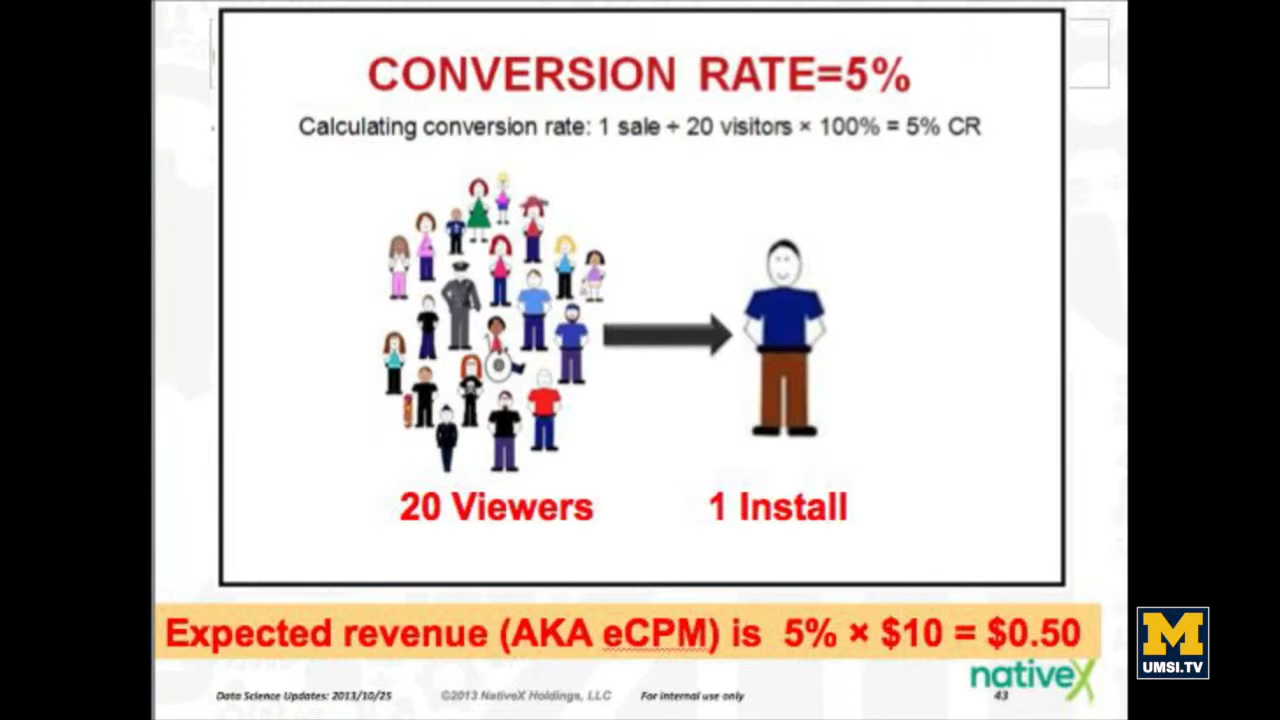 CONVERSION RATE=5%
Calculating conversion rate: 1 sale ÷ 20 visitors × 100% = 5% CR
20 Viewers
1 Install
Expected revenue (AKA eCPM) is 5% × $10 = $0.50
nativeX
Data Science Updates: 2013/10/25
©2013 NativeX Holdings, LLC
For internal use only
43
M
UMSI.TV